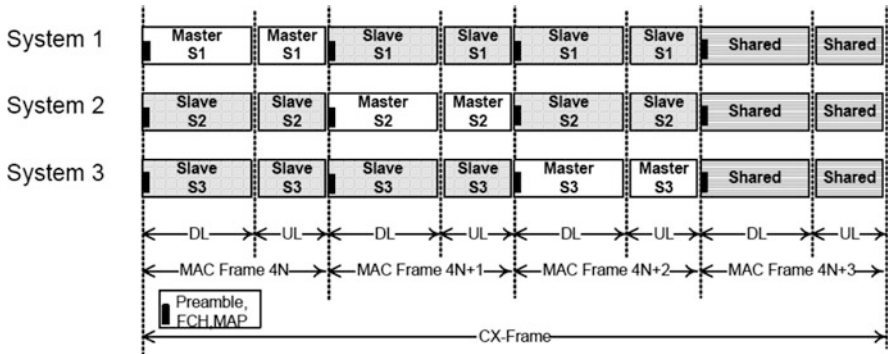 System 1
Master Master Slave Slave Slave Slave Shared Shared
S1 S1 S1 S1 S1 S1
System 2
Slave Slave Master Master Slave Slave Shared Shared
S2 S2 S2 S2 S2 S2
System 3
Slave Slave Slave Slave Master Master Shared Shared
S3 S3 S3 S3 S3 S3
DL UL DL UL DL UL DL UL
MAC Frame 4N MAC Frame 4N+1 MAC Frame 4N+2 MAC Frame 4N+3
Preamble,
FCH,MAP
CX-Frame